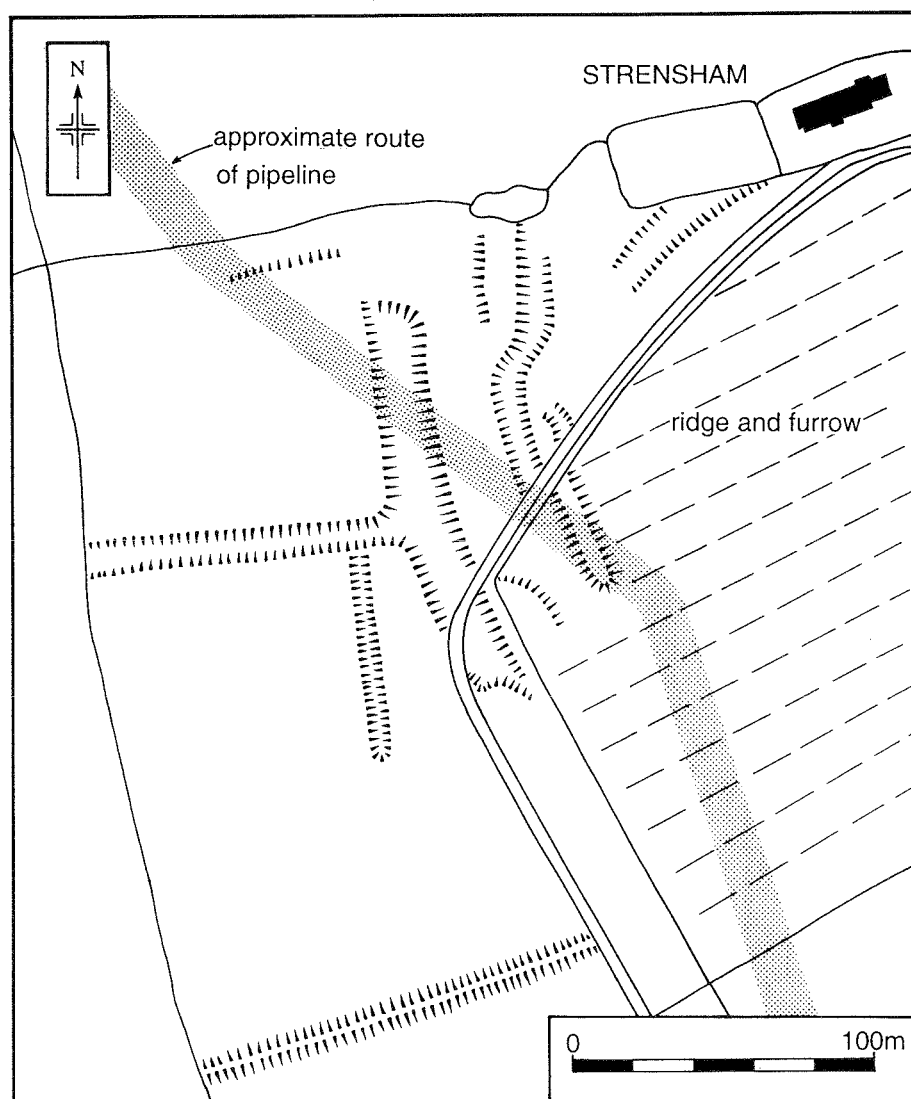 N
STRENSHAM
approximate route
of pipeline
ridge and furrow
0 100m